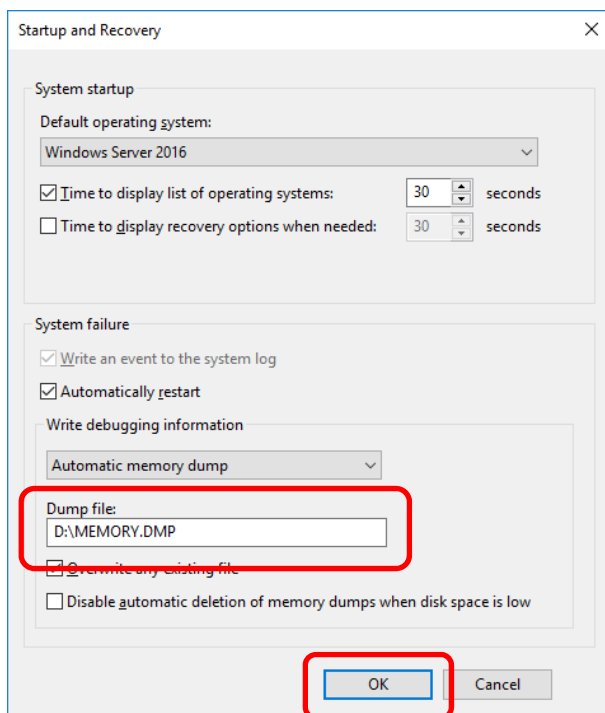 Startup and Recovery
System startup
Default operating system:
Windows Server 2016
Time to display list of operating systems: 30 seconds
Time to display recovery options when needed: 30 seconds
System failure
Write an event to the system log
Automatically restart
Write debugging information
Automatic memory dump
Dump file:
D:\MEMORY.DMP
Overwrite any existing file
Disable automatic deletion of memory dumps when disk space is low
OK Cancel